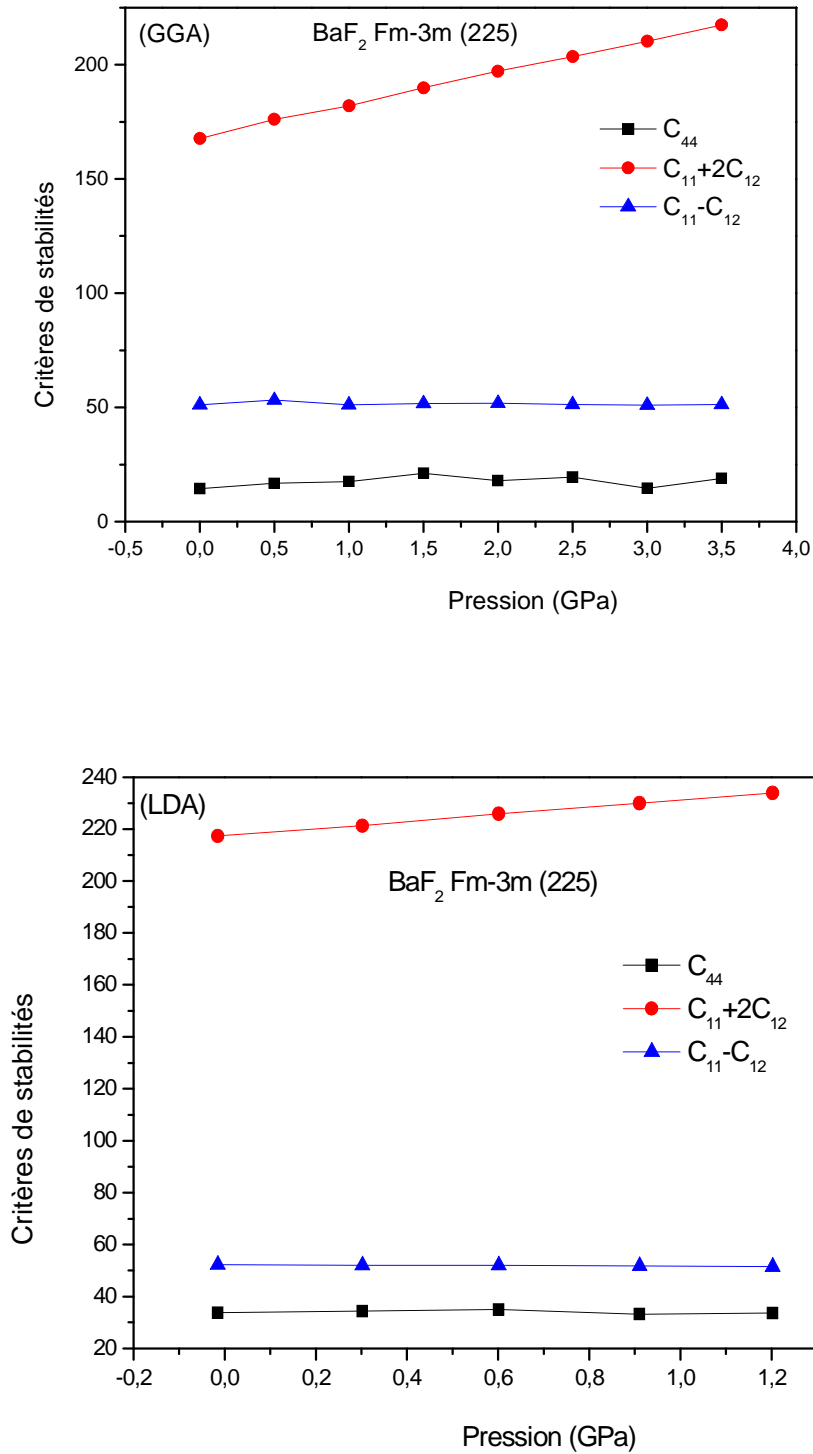 (GGA) BaF₂ Fm-3m (225)
200
150
100
50
0
C₄₄
C₁₁+2C₁₂
C₁₁-C₁₂
Critères de stabilités
-0,5 0,0 0,5 1,0 1,5 2,0 2,5 3,0 3,5 4,0
Pression (GPa)
240
220
200
180
160
140
120
100
80
60
40
20
(LDA)
BaF₂ Fm-3m (225)
C₄₄
C₁₁+2C₁₂
C₁₁-C₁₂
Critères de stabilités
-0,2 0,0 0,2 0,4 0,6 0,8 1,0 1,2
Pression (GPa)